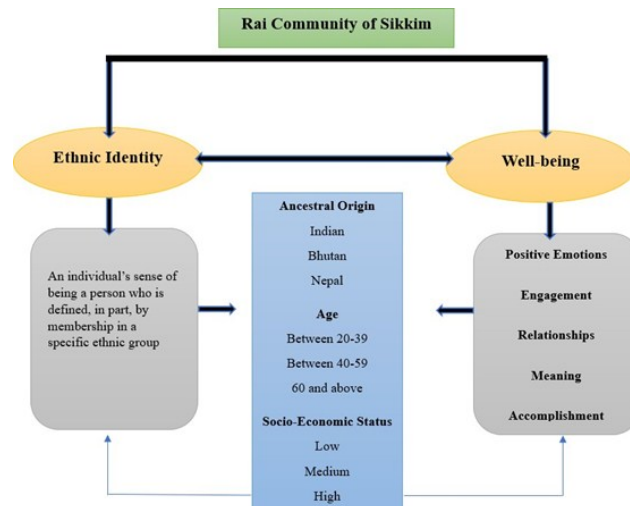 Rai Community of Sikkim
Ethnic Identity
Well-being
An individual's sense of
being a person who is
defined, in part, by
membership in a
specific ethnic group
Ancestral Origin
Indian
Bhutan
Nepal
Age
Between 20-39
Between 40-59
60 and above
Socio-Economic Status
Low
Medium
High
Positive Emotions
Engagement
Relationships
Meaning
Accomplishment